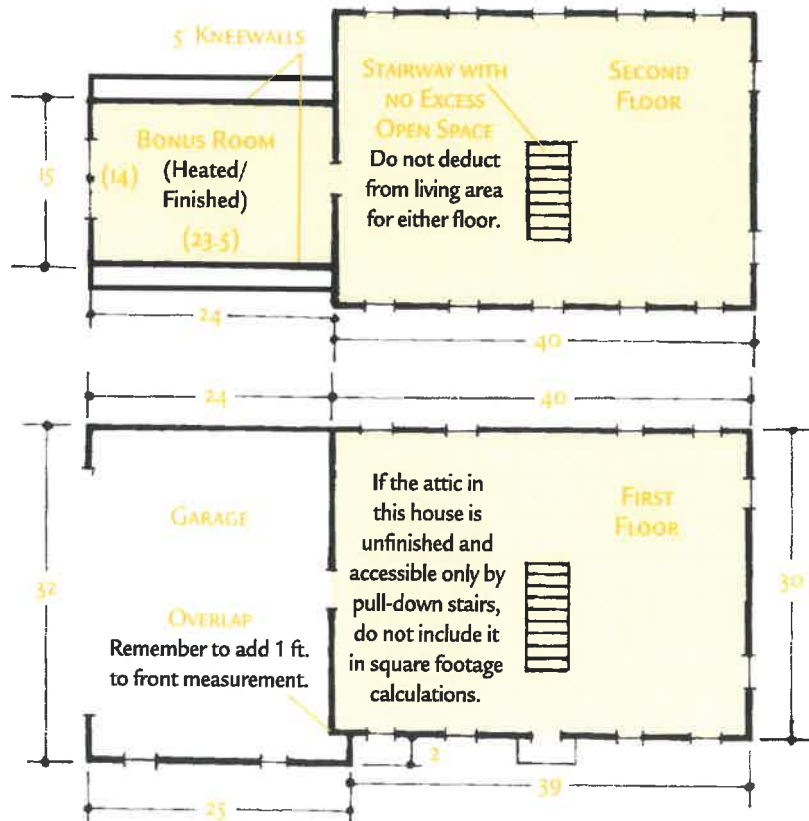 5' KNEEWALLS
STAIRWAY WITH
NO EXCESS
OPEN SPACE
Do not deduct
from living area
for either floor.
SECOND
FLOOR
BONUS ROOM
(Heated/
Finished)
15
(14)
(23.5)
24
40
24
40
GARAGE
If the attic in
this house is
unfinished and
accessible only by
pull-down stairs,
do not include it
in square footage
calculations.
FIRST
FLOOR
32
30
OVERLAP
Remember to add 1 ft.
to front measurement.
2
25
39